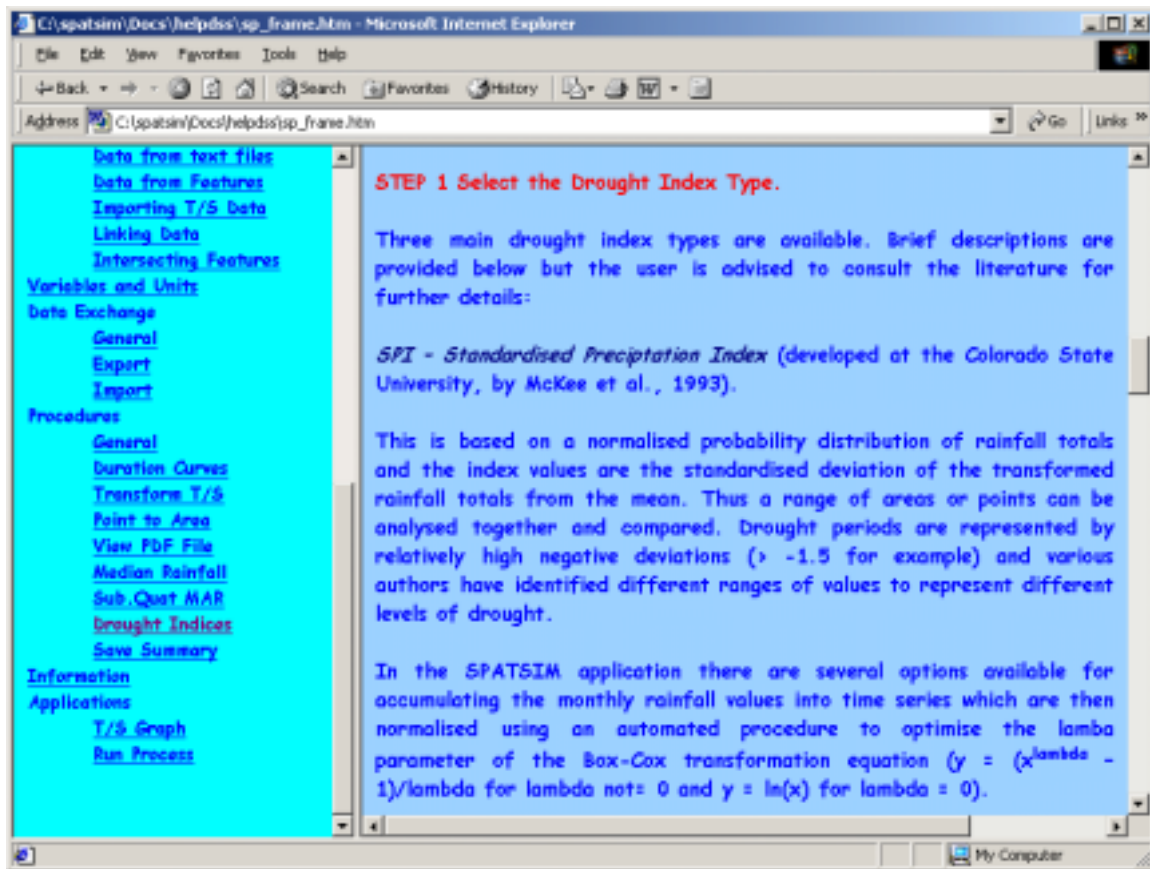 C:\spatsim\Docs\helpdss\sp_frame.htm - Microsoft Internet Explorer
File Edit View Favorites Tools Help
Back Search Favorites History
Address C:\spatsim\Docs\helpdss\sp_frame.htm Go Links »
Data from text files
Data from Features
Importing T/S Data
Linking Data
Intersecting Features
Variables and Units
Data Exchange
General
Export
Import
Procedures
General
Duration Curves
Transform T/S
Point to Area
View PDF File
Median Rainfall
Sub.Quat MAR
Drought Indices
Save Summary
Information
Applications
T/S Graph
Run Process
STEP 1 Select the Drought Index Type.
Three main drought index types are available. Brief descriptions are
provided below but the user is advised to consult the literature for
further details:
SPI - Standardised Preciptation Index (developed at the Colorado State
University, by McKee et al., 1993).
This is based on a normalised probability distribution of rainfall totals
and the index values are the standardised deviation of the transformed
rainfall totals from the mean. Thus a range of areas or points can be
analysed together and compared. Drought periods are represented by
relatively high negative deviations (> -1.5 for example) and various
authors have identified different ranges of values to represent different
levels of drought.
In the SPATSIM application there are several options available for
accumulating the monthly rainfall values into time series which are then
normalised using an automated procedure to optimise the lamba
parameter of the Box-Cox transformation equation (y = (x^lambda -
1)/lambda for lambda not= 0 and y = ln(x) for lambda = 0).
My Computer